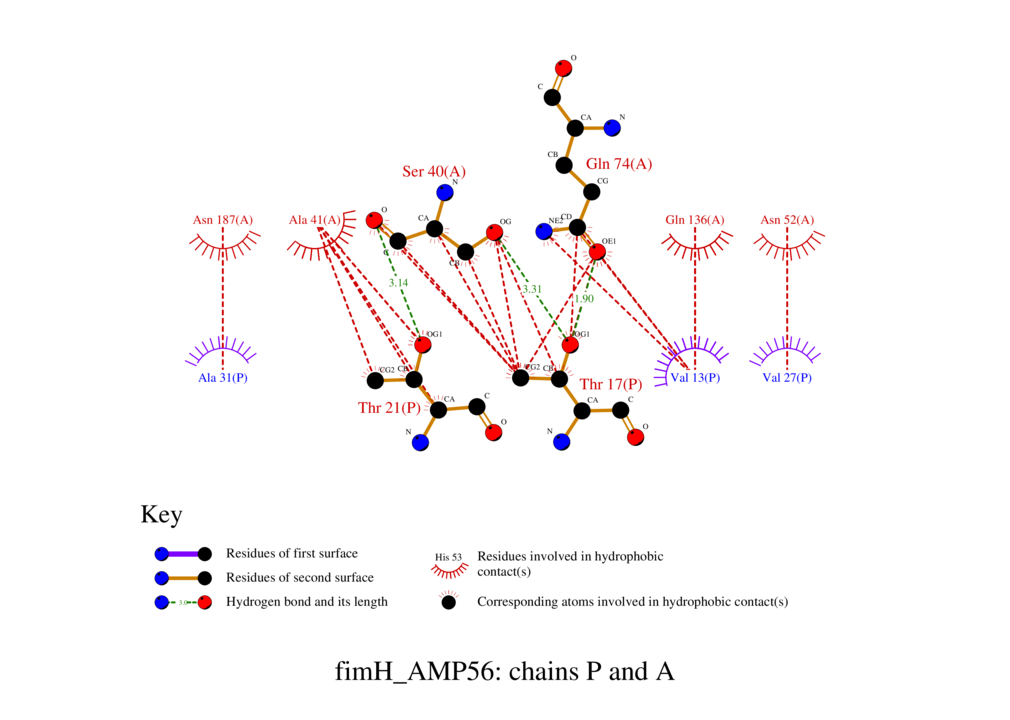 O
C
CA
N
CB
Gln 74(A)
Ser 40(A)
N
CG
Asn 187(A)
Ala 41(A)
O
CA
OG
NE2
CD
Gln 136(A)
Asn 52(A)
C
CB
OE1
3.14
3.31
1.90
OG1
OG1
Ala 31(P)
CG2
CB
CG2
CB
Thr 17(P)
Val 13(P)
Val 27(P)
Thr 21(P)
CA
C
CA
C
N
O
N
O
Key
Residues of first surface
Residues of second surface
3.0
Hydrogen bond and its length
His 53
Residues involved in hydrophobic
contact(s)
Corresponding atoms involved in hydrophobic contact(s)
fimH_AMP56: chains P and A